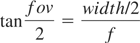 tan fov/2 = width/2/f